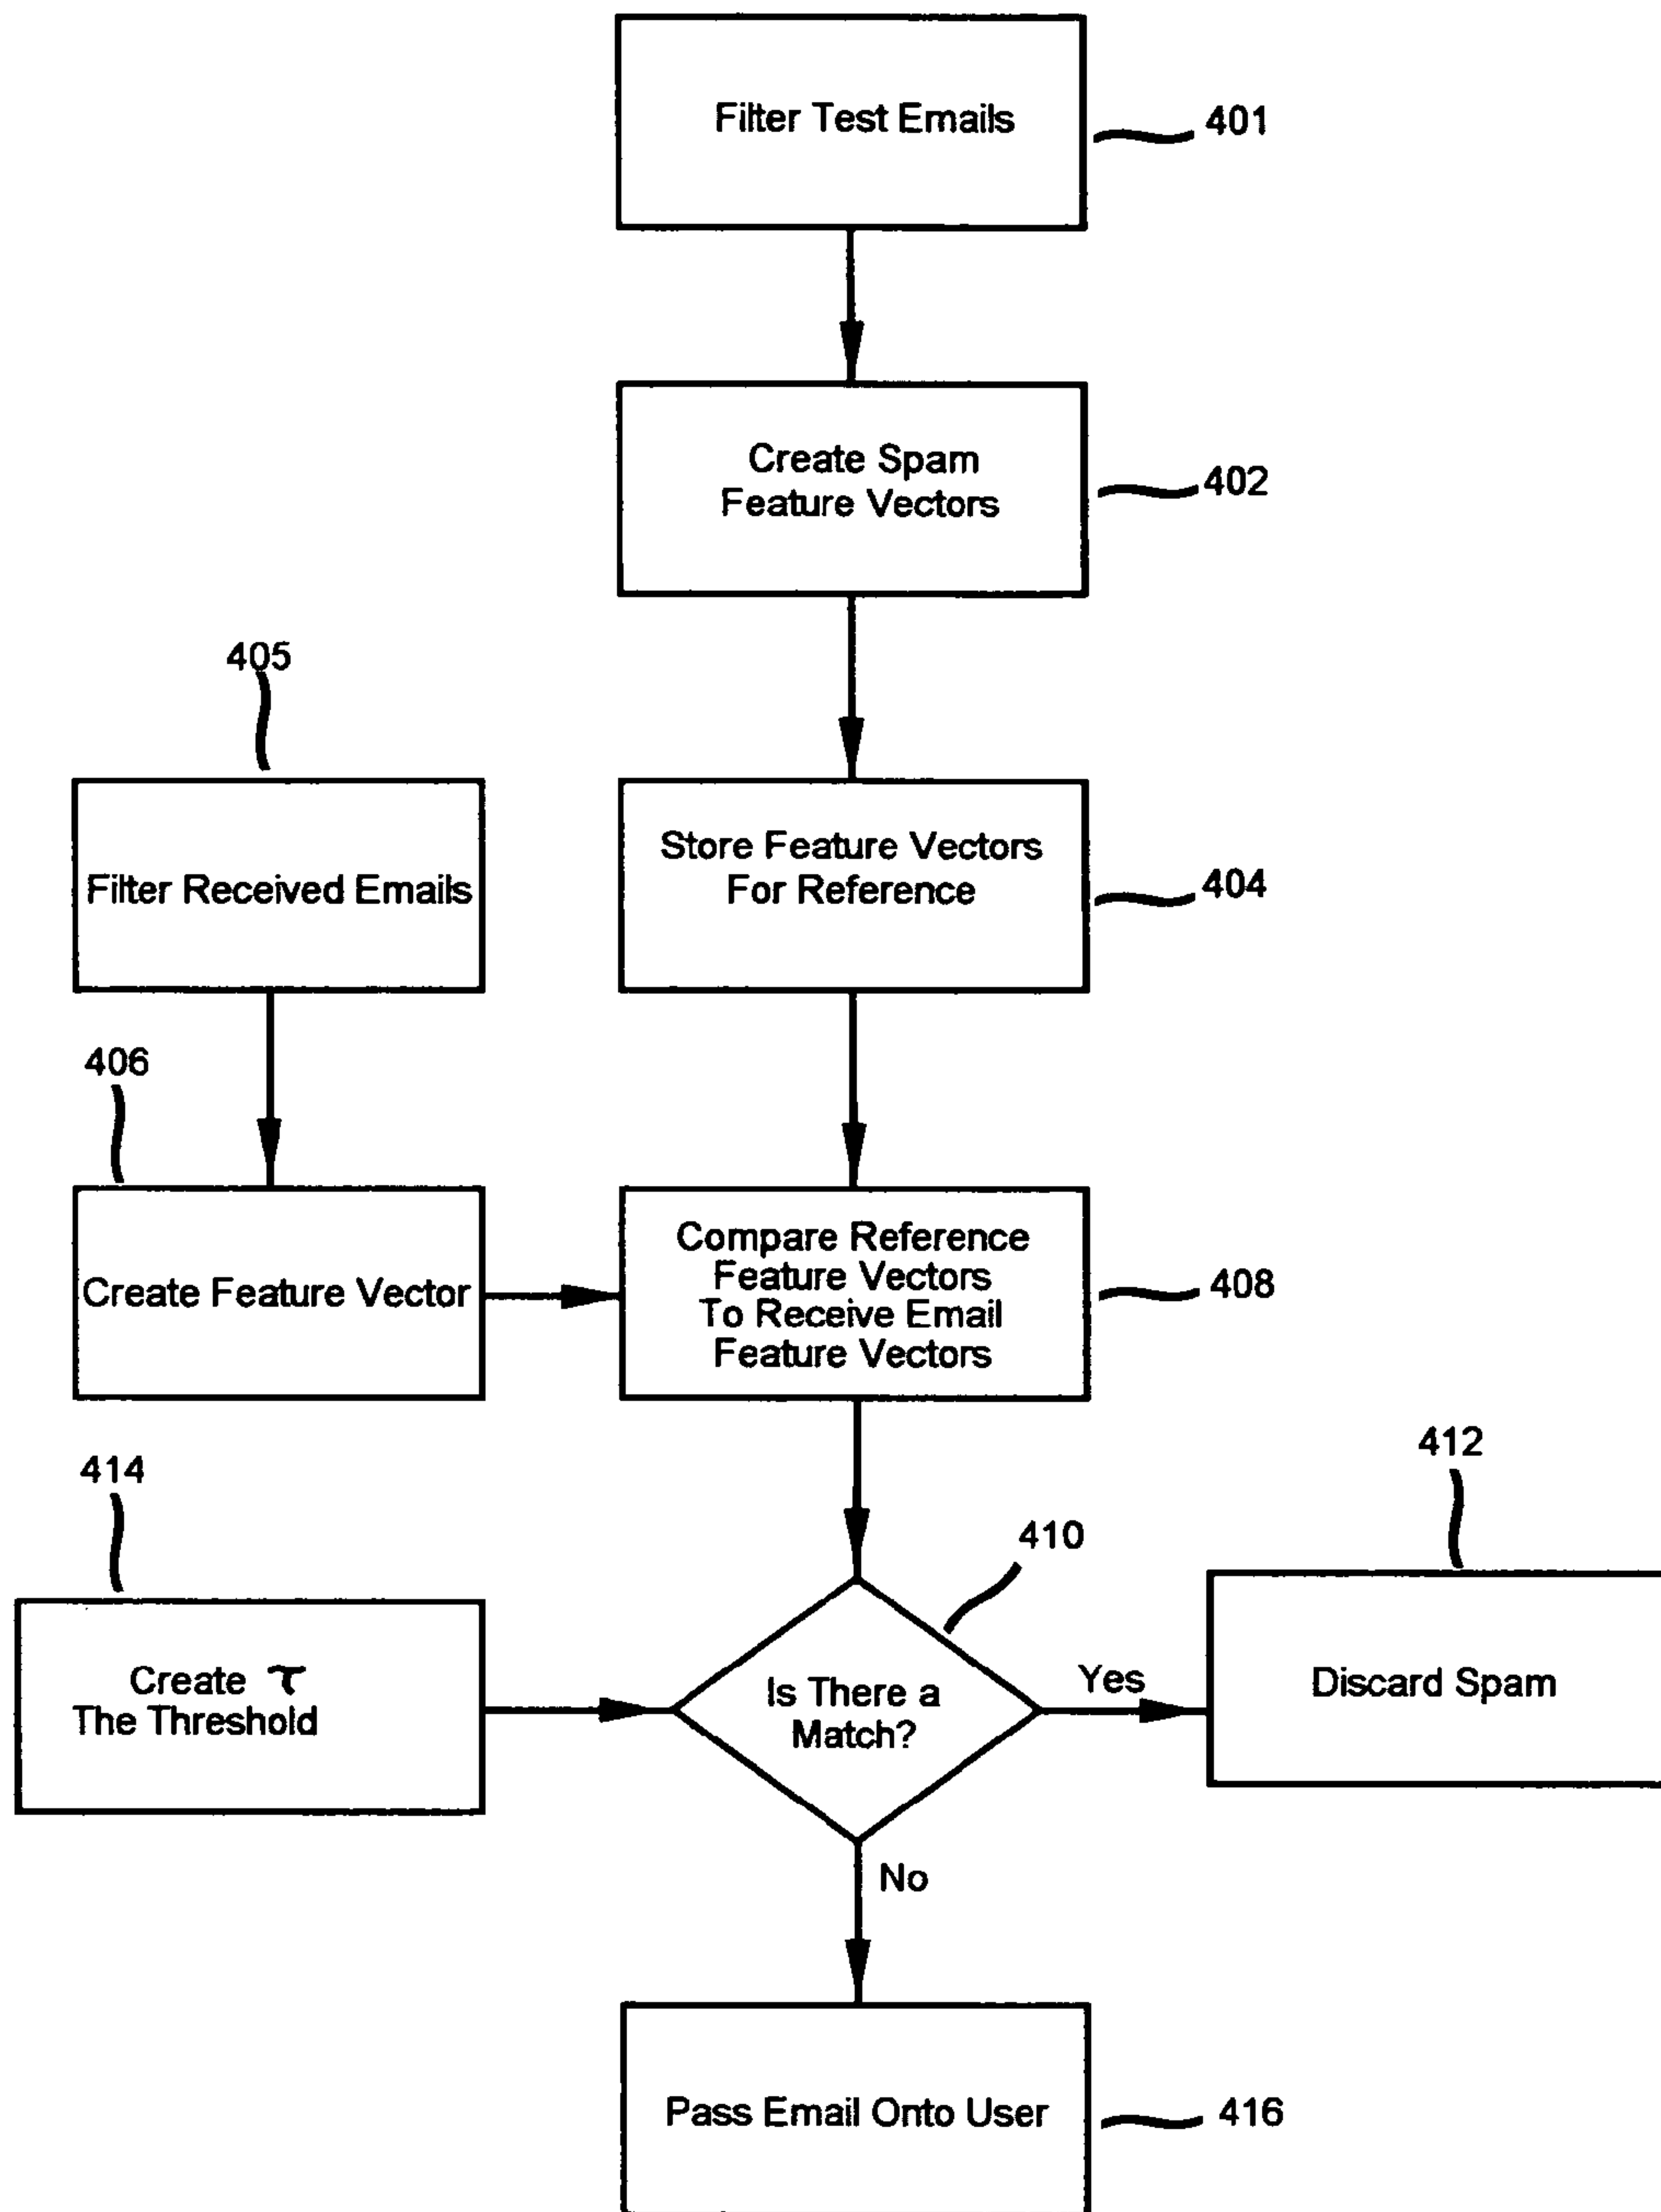 Filter Test Emails
401
Create Spam
Feature Vectors
402
405
Filter Received Emails
Store Feature Vectors
For Reference
404
406
Create Feature Vector
Compare Reference
Feature Vectors
To Receive Email
Feature Vectors
408
414
Create τ
The Threshold
410
Is There a
Match?
Yes
412
Discard Spam
No
Pass Email Onto User
416